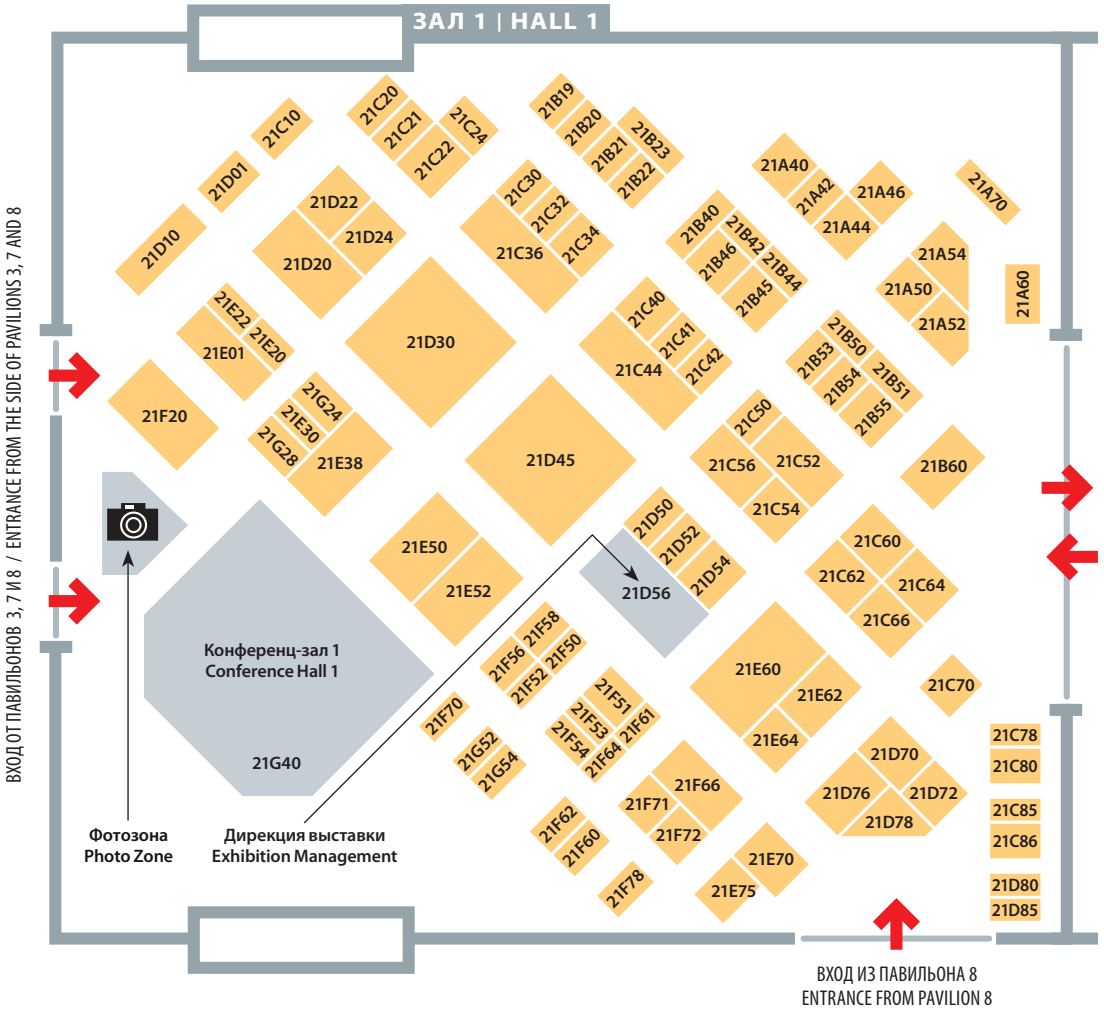 ЗАЛ 1 | HALL 1
ВХОД ОТ ПАВИЛЬОНОВ 3, 7 И 8 / ENTRANCE FROM THE SIDE OF PAVILIONS 3, 7 AND 8
21C10
21D01
21D10
21C20
21C21
21C22
21C24
21B19
21B20
21B21
21B22
21B23
21A40
21A42
21A44
21A46
21A70
21D22
21D24
21D20
21C30
21C32
21C34
21C36
21B40
21B42
21B44
21B46
21B45
21A54
21A50
21A52
21A60
21E22
21E20
21E01
21D30
21C40
21C41
21C42
21C44
21B50
21B51
21B53
21B54
21B55
21F20
21G24
21E30
21G28
21E38
21D45
21C50
21C52
21C56
21C54
21B60
21E50
21E52
21D50
21D52
21D54
21D56
21C60
21C62
21C64
21C66
Конференц-зал 1
Conference Hall 1
21G40
21F58
21F56
21F50
21F52
21F51
21F53
21F54
21F61
21F64
21E60
21E62
21E64
21C70
21F70
21G52
21G54
21F66
21F71
21F72
21D70
21D76
21D72
21D78
21C78
21C80
21C85
21C86
21D80
21D85
21F62
21F60
21F78
21E70
21E75
Фотозона
Photo Zone
Дирекция выставки
Exhibition Management
ВХОД ИЗ ПАВИЛЬОНА 8
ENTRANCE FROM PAVILION 8